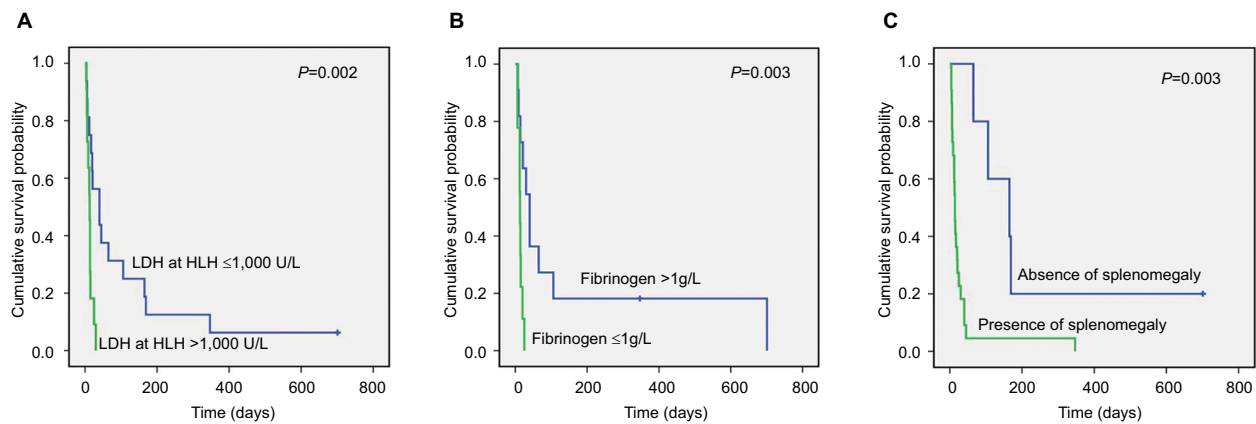 A
Cumulative survival probability
1.0
0.8
0.6
0.4
0.2
0.0
P=0.002
LDH at HLH ≤1,000 U/L
LDH at HLH >1,000 U/L
0 200 400 600 800
Time (days)
B
Cumulative survival probability
1.0
0.8
0.6
0.4
0.2
0.0
P=0.003
Fibrinogen >1g/L
Fibrinogen ≤1g/L
0 200 400 600 800
Time (days)
C
Cumulative survival probability
1.0
0.8
0.6
0.4
0.2
0.0
P=0.003
Absence of splenomegaly
Presence of splenomegaly
0 200 400 600 800
Time (days)